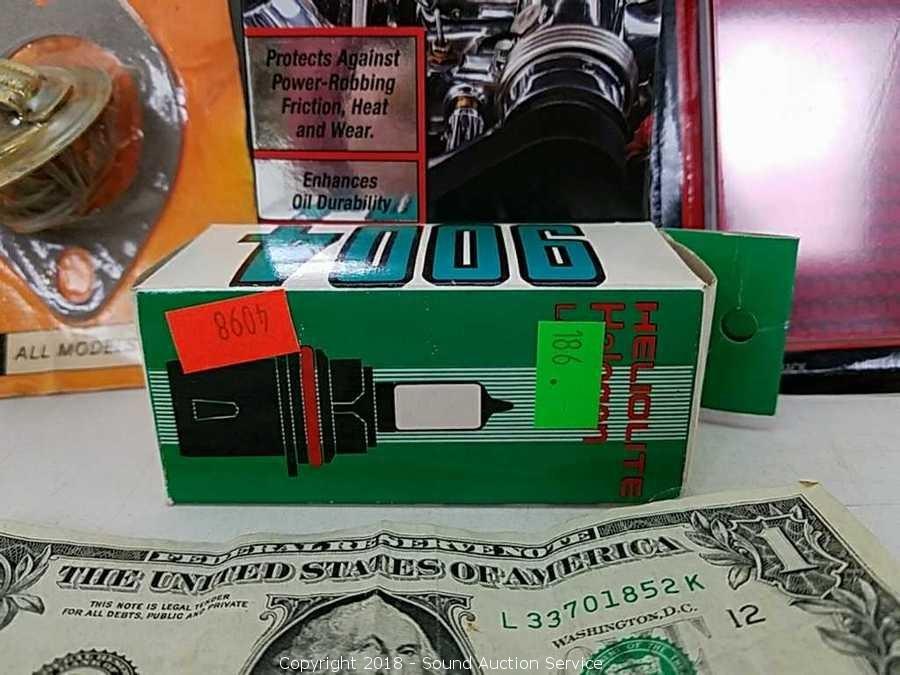 Protects Against
Power-Robbing
Friction, Heat
and Wear.
Enhances
Oil Durability
9004
4098
186.
HELIOLITE
Halogen
L
ALL MODELS
FEDERAL RESERVE NOTE
THE UNITED STATES OF AMERICA
THIS NOTE IS LEGAL TENDER
FOR ALL DEBTS, PUBLIC AND PRIVATE
L 33701852 K
WASHINGTON, D.C.
12
1
Copyright 2018 - Sound Auction Service